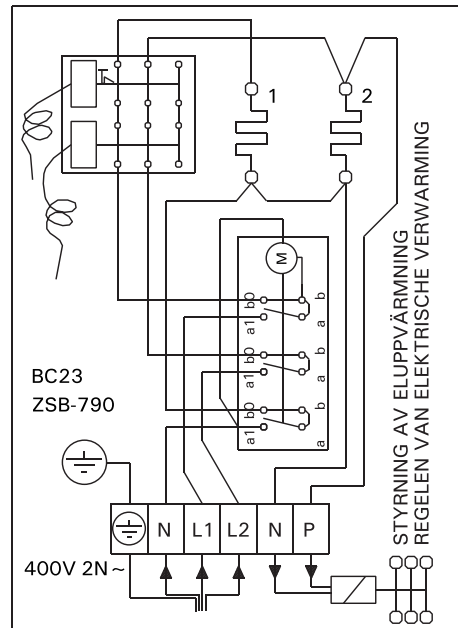 1
2
M
b0
b
a1
a
b0
b
a1
a
b0
b
a1
a
BC23
ZSB-790
N
L1
L2
N
P
400V 2N~
STYRNING AV ELUPPVÄRMNING
REGELEN VAN ELEKTRISCHE VERWARMING